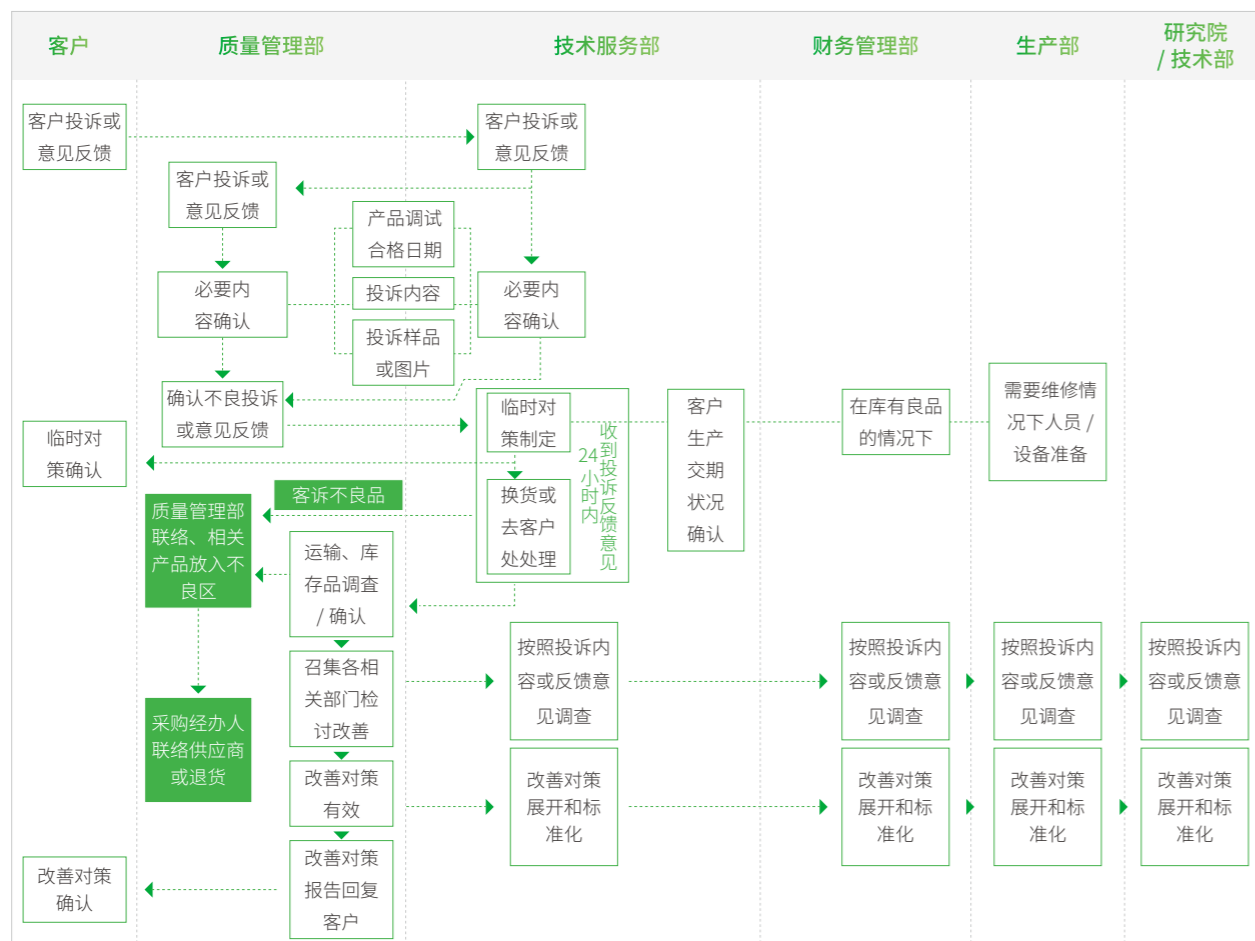 客户
质量管理部
技术服务部
财务管理部
生产部
研究院
/ 技术部
客户投诉或
意见反馈
客户投诉或
意见反馈
客户投诉或
意见反馈
产品调试
合格日期
必要内
容确认
投诉内容
必要内
容确认
投诉样品
或图片
确认不良投诉
或意见反馈
临时对
策制定
收到投诉反馈意见
24小时内
客户
生产
交期
状况
确认
在库有良品
的情况下
需要维修情
况下人员 /
设备准备
临时对
策确认
客诉不良品
换货或
去客户
处处理
质量管理部
联络、相关
产品放入不
良区
运输、库
存品调查
/ 确认
召集各相
关部门检
讨改善
按照投诉内
容或反馈意
见调查
按照投诉内
容或反馈意
见调查
按照投诉内
容或反馈意
见调查
按照投诉内
容或反馈意
见调查
采购经办人
联络供应商
或退货
改善对策
有效
改善对策
展开和标
准化
改善对策
展开和标
准化
改善对策
展开和标
准化
改善对策
展开和标
准化
改善对策
确认
改善对策
报告回复
客户